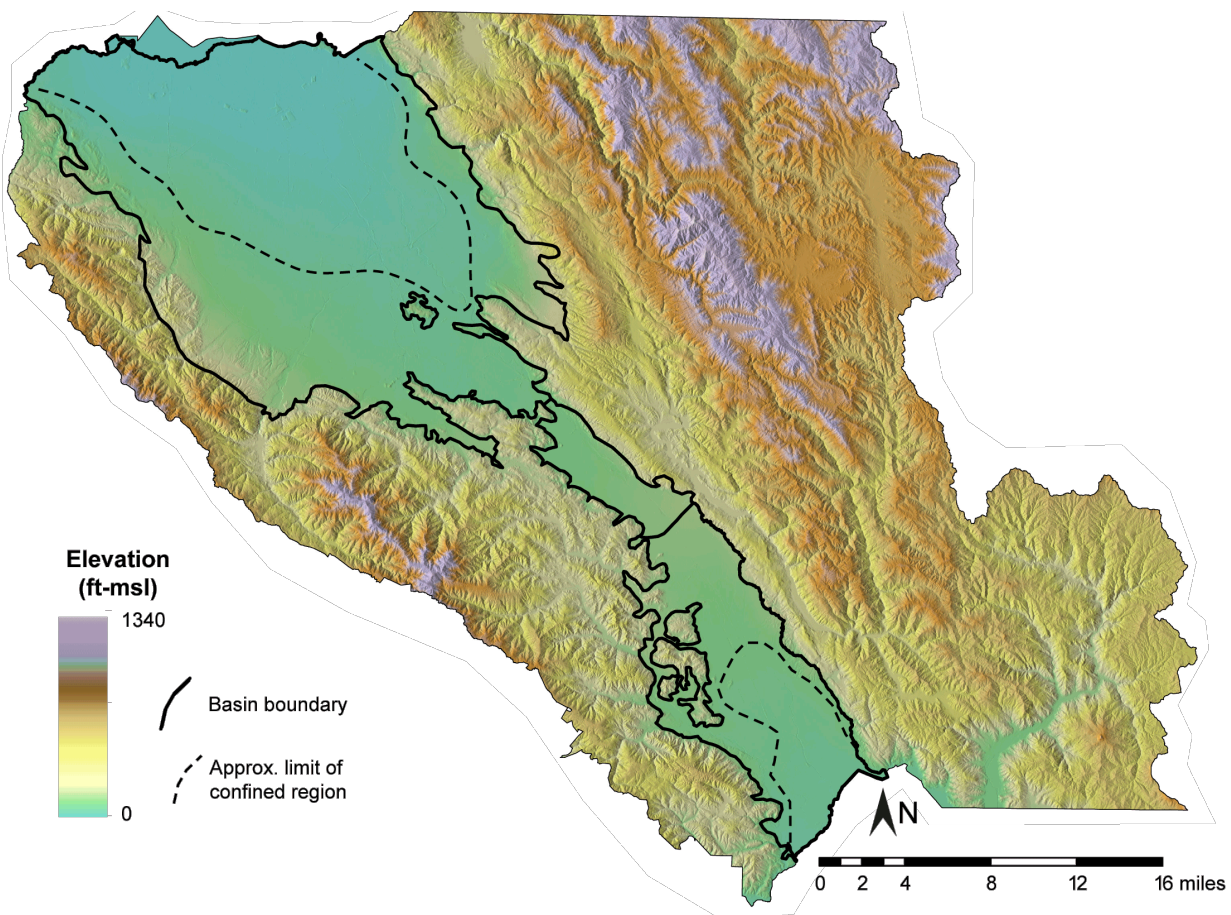 Elevation
(ft-msl)
1340
0
Basin boundary
Approx. limit of
confined region
N
0 2 4 8 12 16 miles